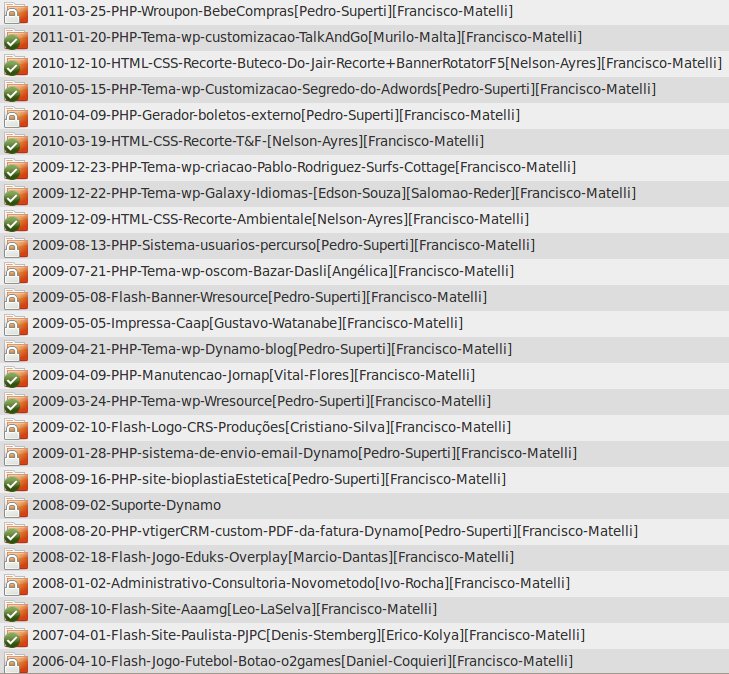 2011-03-25-PHP-Wroupon-BebeCompras[Pedro-Superti][Francisco-Matelli]
2011-01-20-PHP-Tema-wp-customizacao-TalkAndGo[Murilo-Malta][Francisco-Matelli]
2010-12-10-HTML-CSS-Recorte-Buteco-Do-Jair-Recorte+BannerRotatorF5[Nelson-Ayres][Francisco-Matelli]
2010-05-15-PHP-Tema-wp-Customizacao-Segredo-do-Adwords[Pedro-Superti][Francisco-Matelli]
2010-04-09-PHP-Gerador-boletos-externo[Pedro-Superti][Francisco-Matelli]
2010-03-19-HTML-CSS-Recorte-T&F-[Nelson-Ayres][Francisco-Matelli]
2009-12-23-PHP-Tema-wp-criacao-Pablo-Rodriguez-Surfs-Cottage[Francisco-Matelli]
2009-12-22-PHP-Tema-wp-Galaxy-Idiomas-[Edson-Souza][Salomao-Reder][Francisco-Matelli]
2009-12-09-HTML-CSS-Recorte-Ambientale[Nelson-Ayres][Francisco-Matelli]
2009-08-13-PHP-Sistema-usuarios-percurso[Pedro-Superti][Francisco-Matelli]
2009-07-21-PHP-Tema-wp-oscom-Bazar-Dasli[Angélica][Francisco-Matelli]
2009-05-08-Flash-Banner-Wresource[Pedro-Superti][Francisco-Matelli]
2009-05-05-Impressa-Caap[Gustavo-Watanabe][Francisco-Matelli]
2009-04-21-PHP-Tema-wp-Dynamo-blog[Pedro-Superti][Francisco-Matelli]
2009-04-09-PHP-Manutencao-Jornap[Vital-Flores][Francisco-Matelli]
2009-03-24-PHP-Tema-wp-Wresource[Pedro-Superti][Francisco-Matelli]
2009-02-10-Flash-Logo-CRS-Produções[Cristiano-Silva][Francisco-Matelli]
2009-01-28-PHP-sistema-de-envio-email-Dynamo[Pedro-Superti][Francisco-Matelli]
2008-09-16-PHP-site-bioplastiaEstetica[Pedro-Superti][Francisco-Matelli]
2008-09-02-Suporte-Dynamo
2008-08-20-PHP-vtigerCRM-custom-PDF-da-fatura-Dynamo[Pedro-Superti][Francisco-Matelli]
2008-02-18-Flash-Jogo-Eduks-Overplay[Marcio-Dantas][Francisco-Matelli]
2008-01-02-Administrativo-Consultoria-Novometodo[Ivo-Rocha][Francisco-Matelli]
2007-08-10-Flash-Site-Aaamg[Leo-LaSelva][Francisco-Matelli]
2007-04-01-Flash-Site-Paulista-PJPC[Denis-Stemberg][Erico-Kolya][Francisco-Matelli]
2006-04-10-Flash-Jogo-Futebol-Botao-o2games[Daniel-Coquieri][Francisco-Matelli]